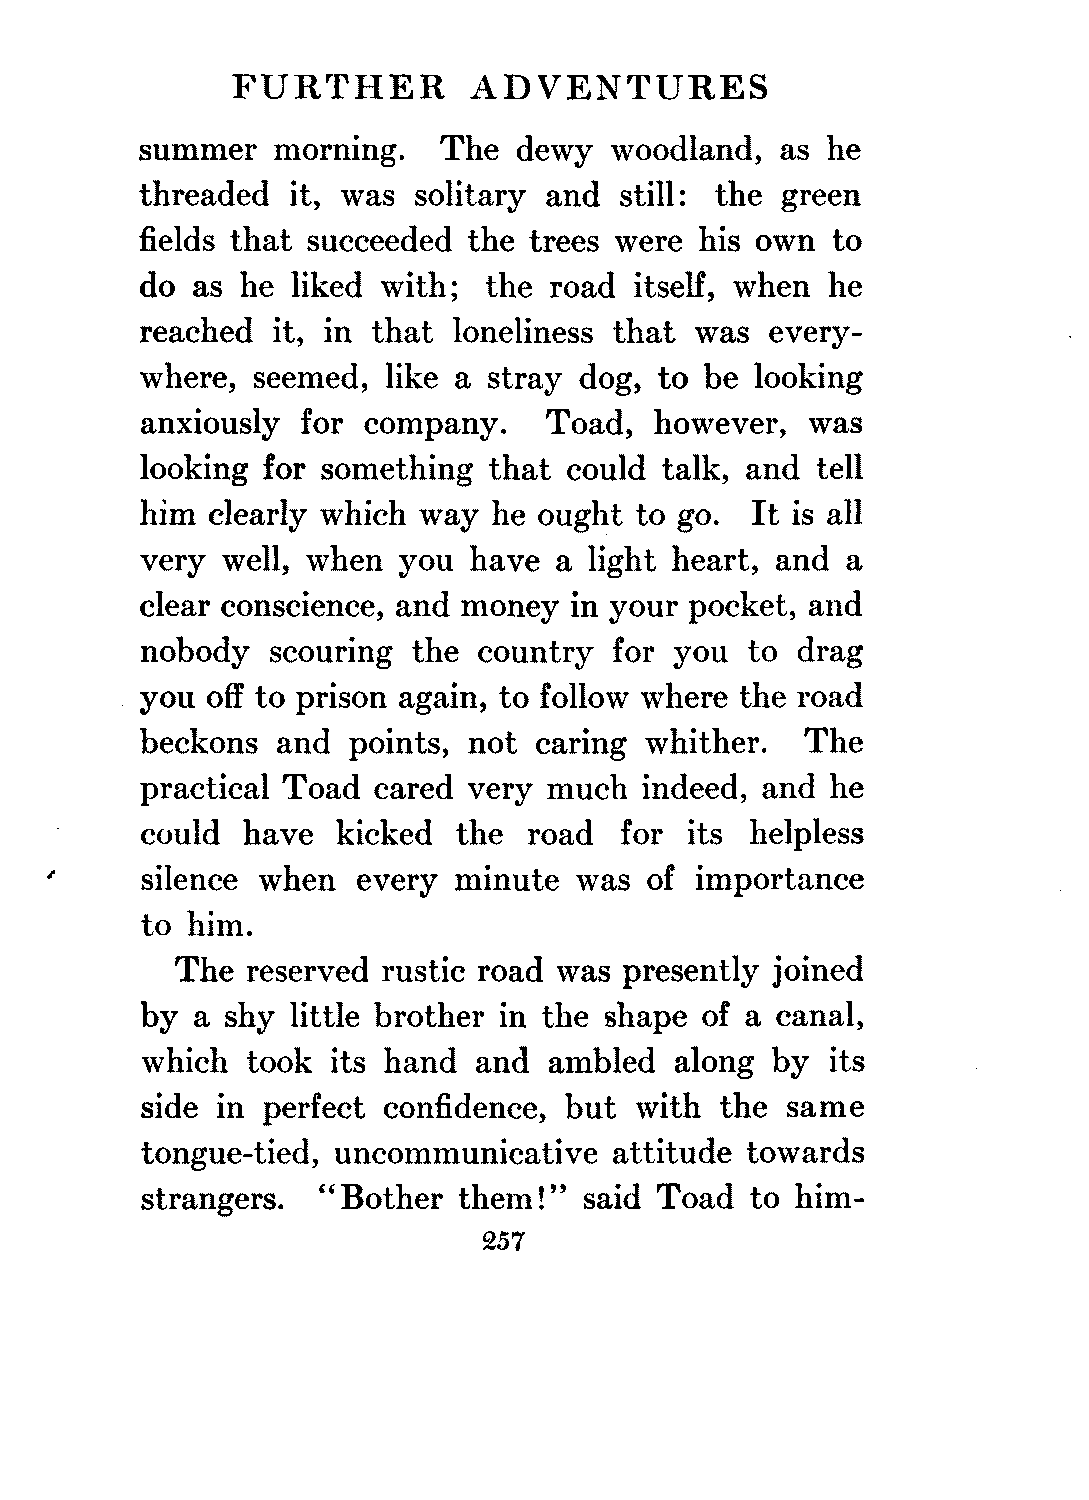 FURTHER ADVENTURES
summer morning. The dewy woodland, as he
threaded it, was solitary and still: the green
fields that succeeded the trees were his own to
do as he liked with; the road itself, when he
reached it, in that loneliness that was every-
where, seemed, like a stray dog, to be looking
anxiously for company. Toad, however, was
looking for something that could talk, and tell
him clearly which way he ought to go. It is all
very well, when you have a light heart, and a
clear conscience, and money in your pocket, and
nobody scouring the country for you to drag
you off to prison again, to follow where the road
beckons and points, not caring whither. The
practical Toad cared very much indeed, and he
could have kicked the road for its helpless
silence when every minute was of importance
to him.
The reserved rustic road was presently joined
by a shy little brother in the shape of a canal,
which took its hand and ambled along by its
side in perfect confidence, but with the same
tongue-tied, uncommunicative attitude towards
strangers. “Bother them!” said Toad to him-
257